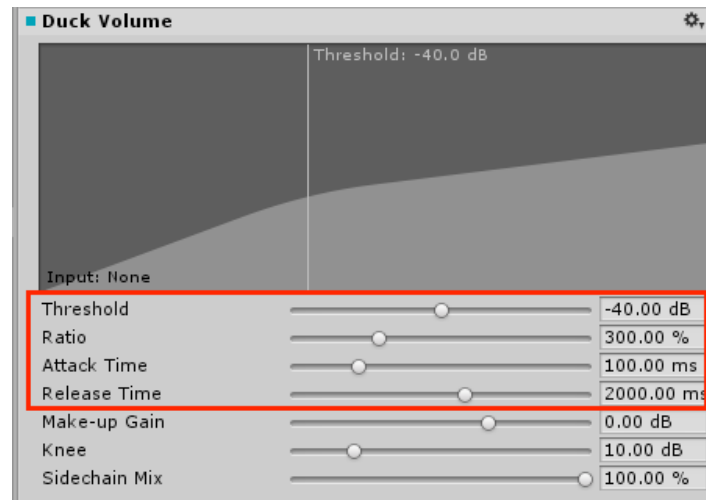 Duck Volume
Threshold: -40.0 dB
Input: None
Threshold -40.00 dB
Ratio 300.00 %
Attack Time 100.00 ms
Release Time 2000.00 ms
Make-up Gain 0.00 dB
Knee 10.00 dB
Sidechain Mix 100.00 %